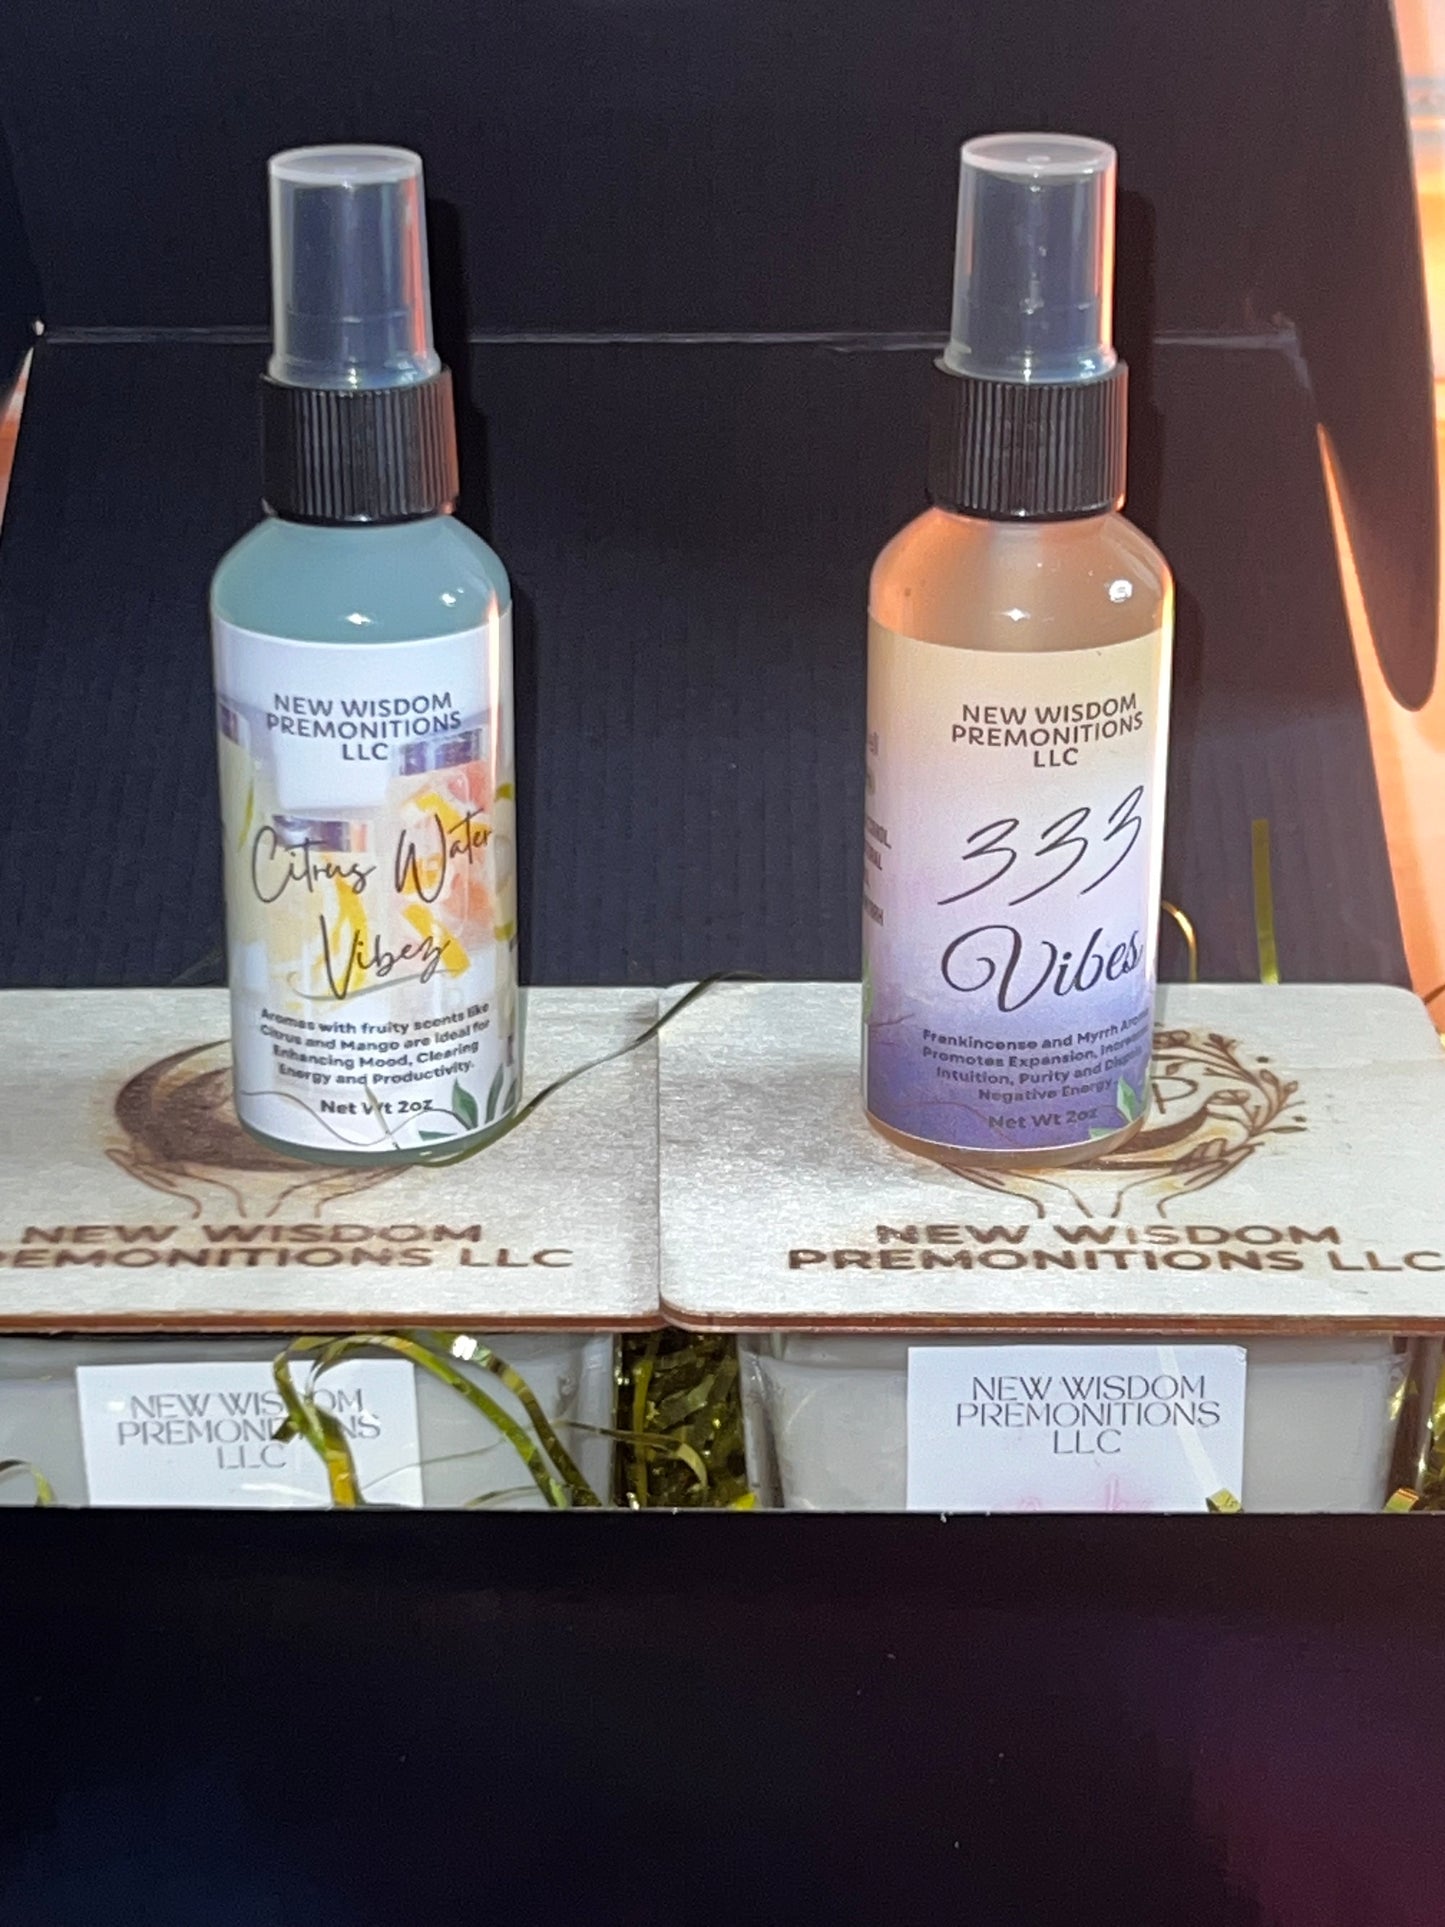 NEW WISDOM
PREMONITIONS
LLC
Citrus Water
Vibez
Aromas with fruity scents like
Citrus and Mango are ideal for
Enhancing Mood, Clearing
Energy and Productivity.
Net Wt 2oz
NEW WISDOM
PREMONITIONS
LLC
333
Vibes
Frankincense and Myrrh
Promotes Expansion,
Intuition, Purity and
Negative Energy
Net Wt 2oz
NEW WISDOM
PREMONITIONS LLC
P
NEW WISDOM
PREMONITIONS LLC
NEW WISDOM
PREMONITIONS
LLC
NEW WISDOM
PREMONITIONS
LLC